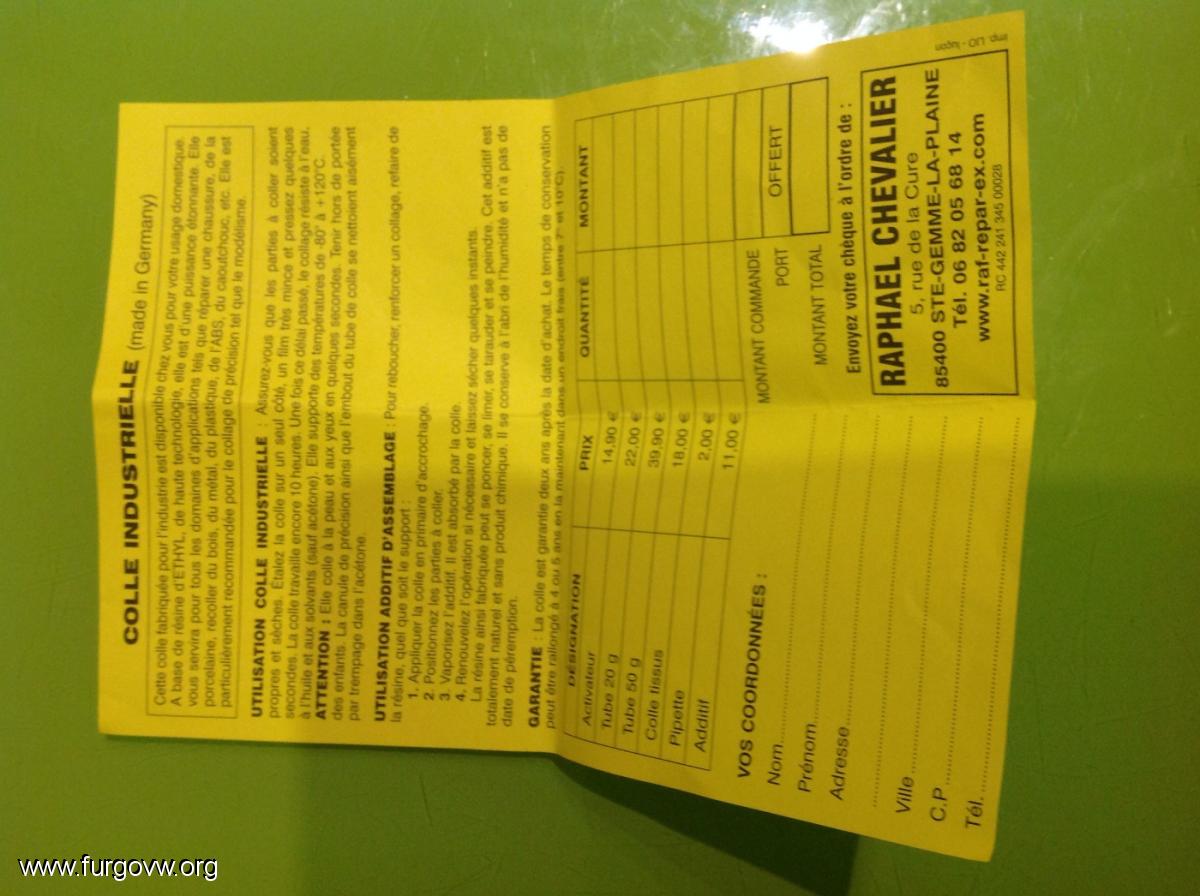 COLLE INDUSTRIELLE (made in Germany)
Cette colle fabriquée pour l'industrie est disponible chez vous pour votre usage domestique.
A base de résine d'ETHYL, de haute technologie, elle est d'une puissance étonnante. Elle
vous servira pour tous les domaines d'applications tels que réparer une chaussure, de la
porcelaine, recoller du bois, du métal, du plastique, de l'ABS, du caoutchouc, etc. Elle est
particulièrement recommandée pour le collage de précision tel que le modélisme.
UTILISATION COLLE INDUSTRIELLE : Assurez-vous que les parties à coller soient
propres et sèches. Étalez la colle sur un seul côté, un film très mince et pressez quelques
secondes. La colle travaille encore 10 heures. Une fois ce délai passé, le collage résiste à l'eau,
à l'huile et aux solvants (sauf acétone). Elle supporte des températures de -80° à +120°C.
ATTENTION : Elle colle à la peau et aux yeux en quelques secondes. Tenir hors de portée
des enfants. La canule de précision ainsi que l'embout du tube de colle se nettoient aisément
par trempage dans l'acétone.
UTILISATION ADDITIF D'ASSEMBLAGE : Pour reboucher, renforcer un collage, refaire de
la résine, quel que soit le support :
1. Appliquer la colle en primaire d'accrochage.
2. Positionnez les parties à coller.
3. Vaporisez l'additif. Il est absorbé par la colle.
4. Renouvelez l'opération si nécessaire et laissez sécher quelques instants.
La résine ainsi fabriquée peut se poncer, se limer, se tarauder et se peindre. Cet additif est
totalement naturel et sans produit chimique. Il se conserve à l'abri de l'humidité et n'a pas de
date de péremption.
GARANTIE : La colle est garantie deux ans après la date d'achat. Le temps de conservation
peut être rallongé à 4 ou 5 ans en la maintenant dans un endroit frais (entre 7° et 10°C).
DÉSIGNATION PRIX QUANTITÉ MONTANT
Activateur 14,90 €
Tube 20 g 22,00 €
Tube 50 g 39,90 €
Colle tissus 18,00 €
Pipette 2,00 €
Additif 11,00 €
MONTANT COMMANDE
PORT OFFERT
MONTANT TOTAL
VOS COORDONNÉES :
Nom
Prénom
Adresse
Ville
C.P
Tél.
Envoyez votre chèque à l'ordre de :
RAPHAEL CHEVALIER
5, rue de la Cure
85400 STE-GEMME-LA-PLAINE
Tél. 06 82 05 68 14
www.raf-repar-ex.com
RC 442 241 345 00028
imp. LIO - luçon
www.furgovw.org